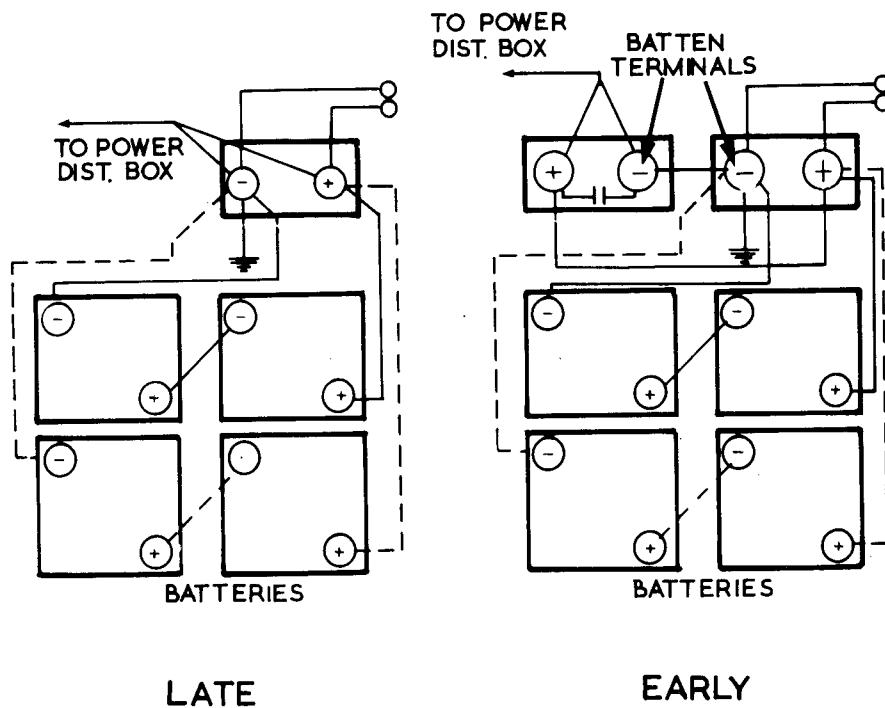 TO POWER
DIST. BOX
BATTEN
TERMINALS
TO POWER
DIST. BOX
- +
+ - - +
- -
+ +
- -
+ +
- -
+ +
- -
+ +
BATTERIES
BATTERIES
LATE
EARLY